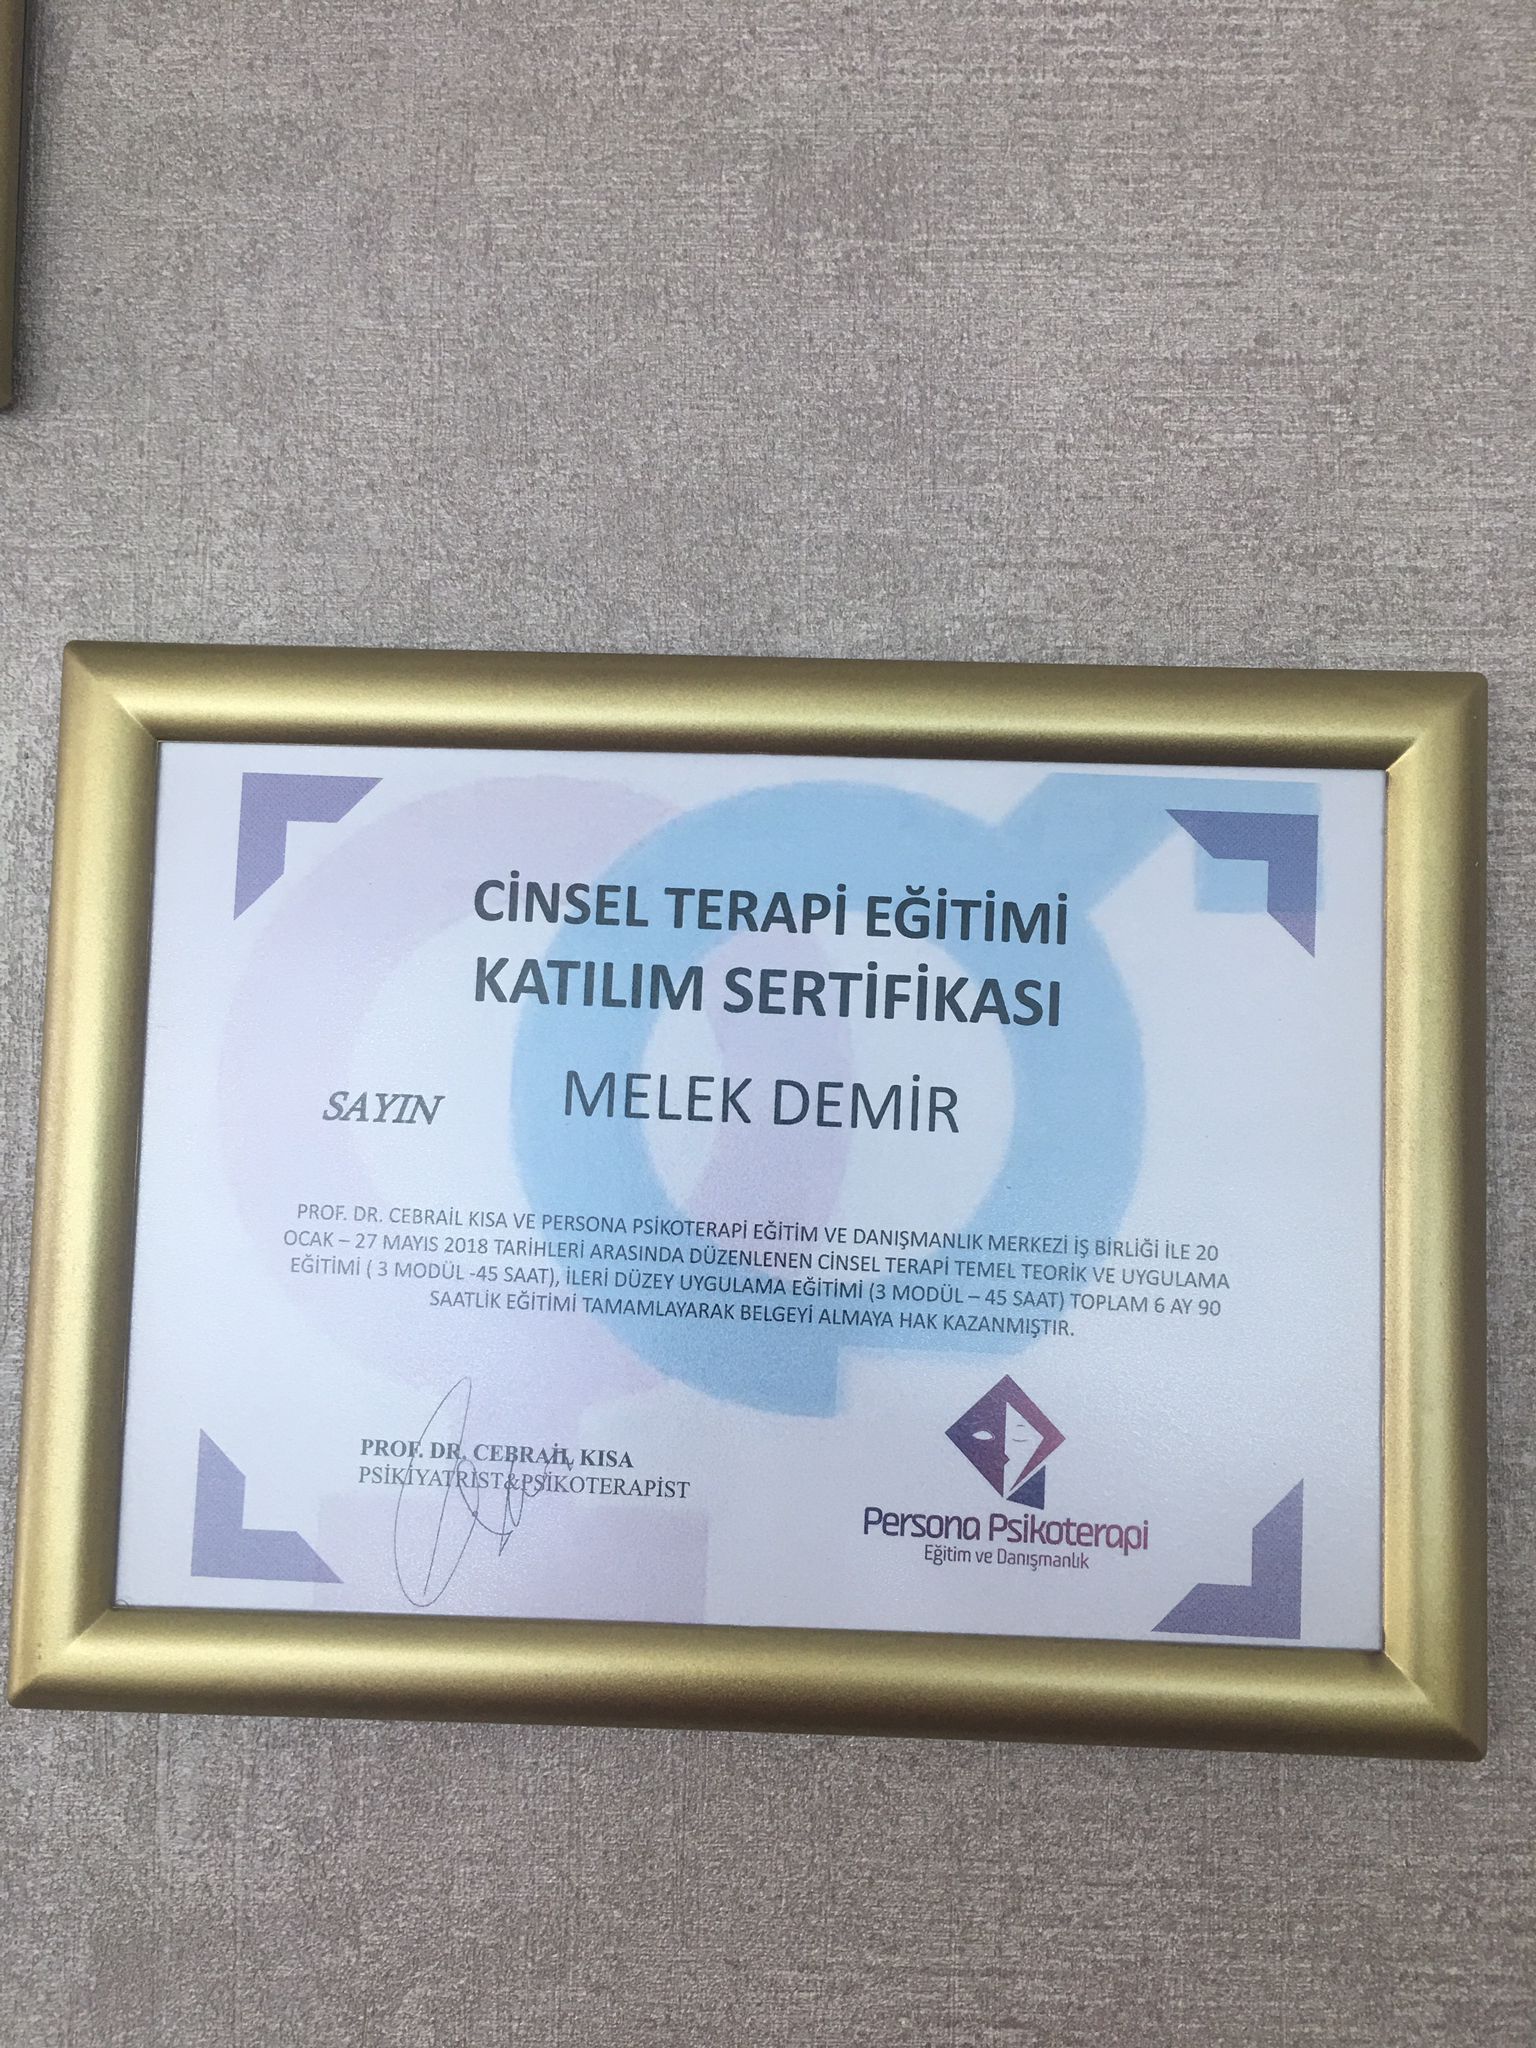 CİNSEL TERAPİ EĞİTİMİ
KATILIM SERTİFİKASI
SAYIN MELEK DEMİR
PROF. DR. CEBRAİL KISA VE PERSONA PSİKOTERAPİ EĞİTİM VE DANIŞMANLIK MERKEZİ İŞ BİRLİĞİ İLE 20
OCAK – 27 MAYIS 2018 TARİHLERİ ARASINDA DÜZENLENEN CİNSEL TERAPİ TEMEL TEORİK VE UYGULAMA
EĞİTİMİ ( 3 MODÜL -45 SAAT), İLERİ DÜZEY UYGULAMA EĞİTİMİ (3 MODÜL – 45 SAAT) TOPLAM 6 AY 90
SAATLİK EĞİTİMİ TAMAMLAYARAK BELGEYİ ALMAYA HAK KAZANMIŞTIR.
PROF. DR. CEBRAİL KISA
PSİKİYATRİST&PSİKOTERAPİST
Persona Psikoterapi
Eğitim ve Danışmanlık